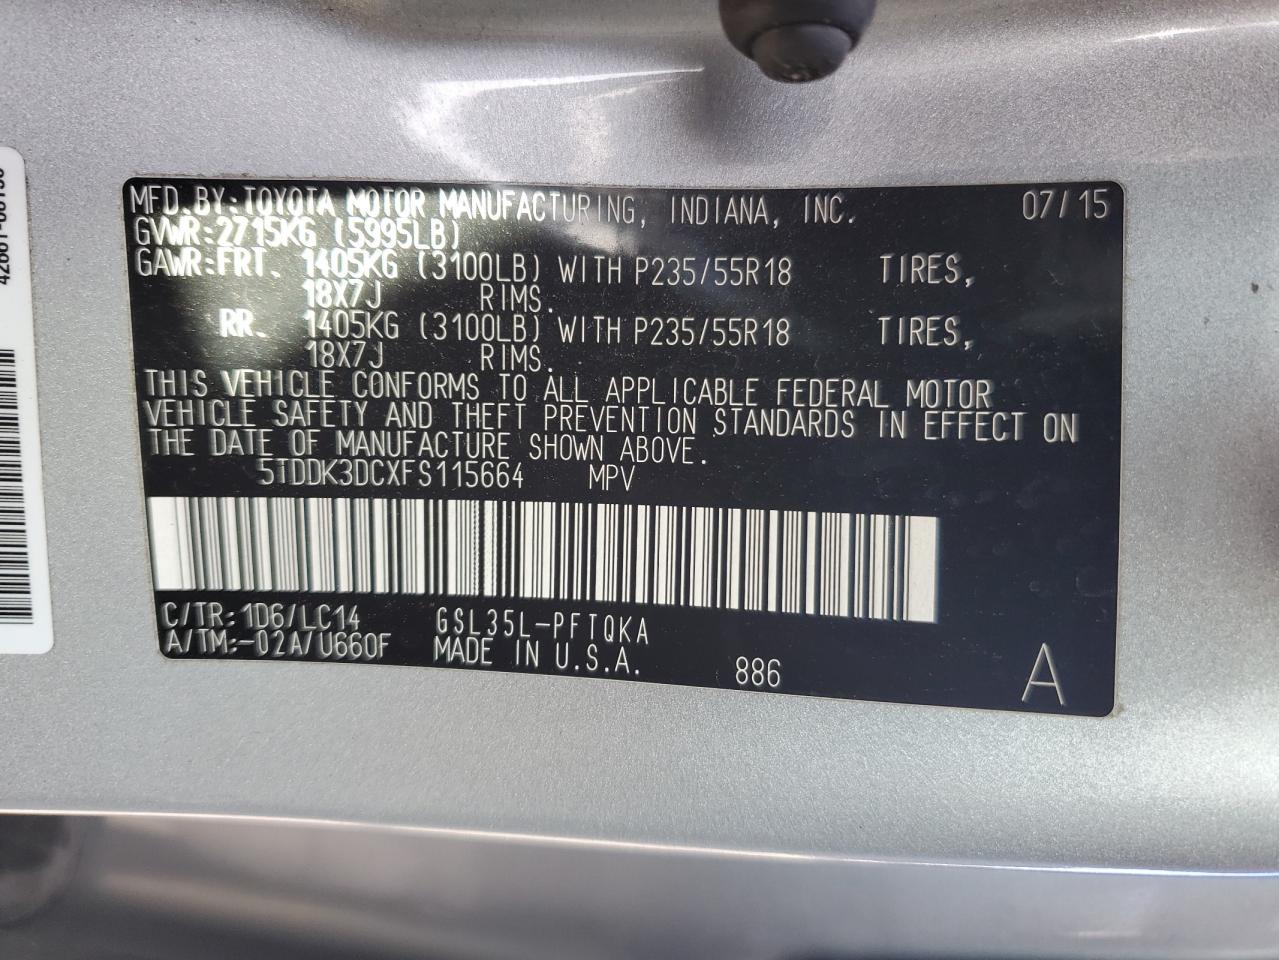 MFD.BY:TOYOTA MOTOR MANUFACTURING, INDIANA, INC. 07/15
GVWR:2715KG (5995LB)
GAWR:FRT. 1405KG (3100LB) WITH P235/55R18 TIRES,
18X7J RIMS.
RR. 1405KG (3100LB) WITH P235/55R18 TIRES,
18X7J RIMS.
THIS VEHICLE CONFORMS TO ALL APPLICABLE FEDERAL MOTOR
VEHICLE SAFETY AND THEFT PREVENTION STANDARDS IN EFFECT ON
THE DATE OF MANUFACTURE SHOWN ABOVE.
5TDDK3DCXFS115664 MPV
C/TR:1D6/LC14 GSL35L-PFTQKA
A/TM:-02A/U660F MADE IN U.S.A. 886 A